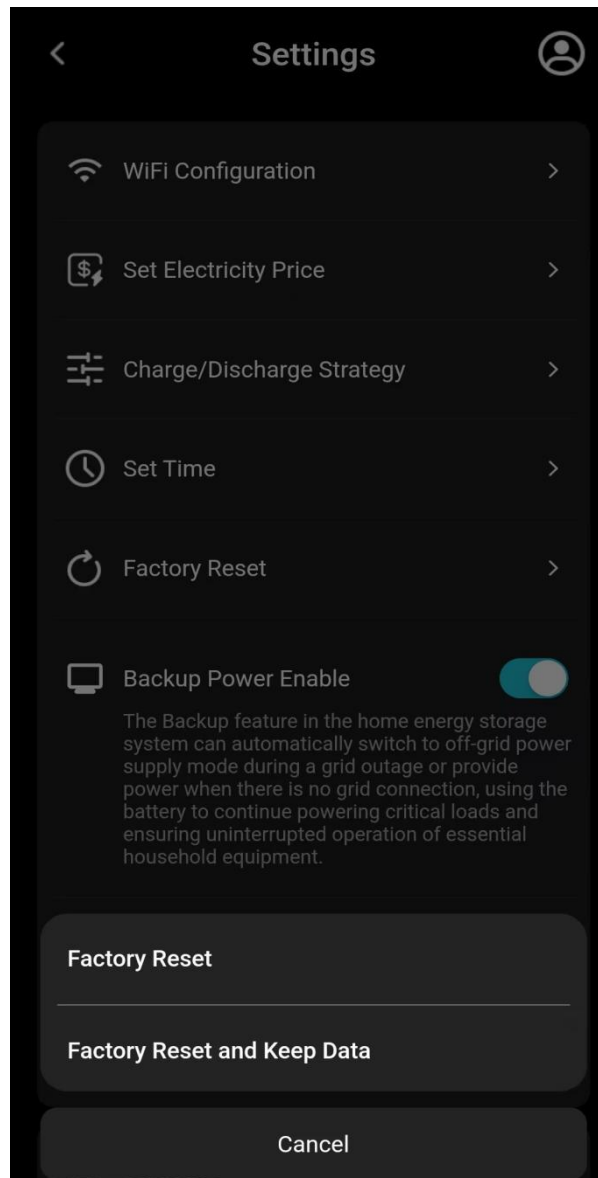 Settings
WiFi Configuration
Set Electricity Price
Charge/Discharge Strategy
Set Time
Factory Reset
Backup Power Enable
The Backup feature in the home energy storage
system can automatically switch to off-grid power
supply mode during a grid outage or provide
power when there is no grid connection, using the
battery to continue powering critical loads and
ensuring uninterrupted operation of essential
household equipment.
Factory Reset
Factory Reset and Keep Data
Cancel